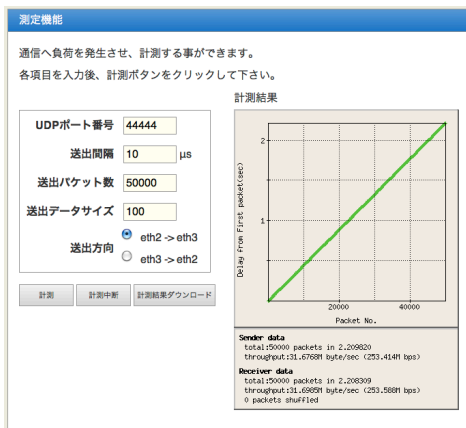 測定機能
通信へ負荷を発生させ、計測する事ができます。
各項目を入力後、計測ボタンをクリックして下さい。
UDPポート番号 44444
送出間隔 10 μs
送出パケット数 50000
送出データサイズ 100
送出方向
eth2 -> eth3
eth3 -> eth2
計測 計測中断 計測結果ダウンロード
計測結果
Delay from First packet(sec)
2
1
20000 40000
Packet No.
Sender data
total:50000 packets in 2.209820
throughput:31.6768M byte/sec (253.414M bps)
Receiver data
total:50000 packets in 2.208309
throughput:31.6985M byte/sec (253.588M bps)
0 packets shuffled